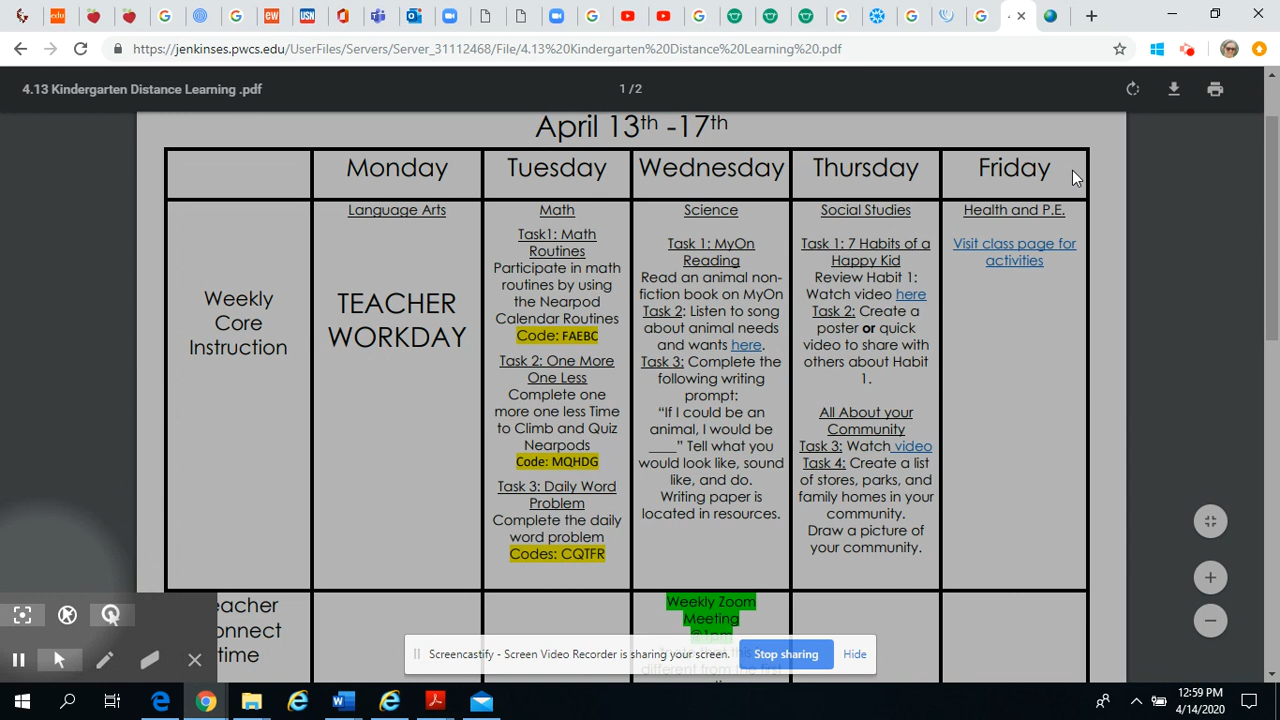 https://jenkinses.pwcs.edu/UserFiles/Servers/Server_31112468/File/4.13%20Kindergarten%20Distance%20Learning%20.pdf
4.13 Kindergarten Distance Learning .pdf
1 / 2
April 13th -17th
Monday
Tuesday
Wednesday
Thursday
Friday
Weekly
Core
Instruction
Language Arts
TEACHER
WORKDAY
Math
Task1: Math
Routines
Participate in math
routines by using
the Nearpod
Calendar Routines
Code: FAEBC
Task 2: One More
One Less
Complete one
more one less Time
to Climb and Quiz
Nearpods
Code: MQHDG
Task 3: Daily Word
Problem
Complete the daily
word problem
Codes: CQTFR
Science
Task 1: MyOn
Reading
Read an animal non-
fiction book on MyOn
Task 2: Listen to song
about animal needs
and wants here.
Task 3: Complete the
following writing
prompt:
“If I could be an
animal, I would be
____” Tell what you
would look like, sound
like, and do.
Writing paper is
located in resources.
Social Studies
Task 1: 7 Habits of a
Happy Kid
Review Habit 1:
Watch video here
Task 2: Create a
poster or quick
video to share with
others about Habit
1.
All About your
Community
Task 3: Watch video
Task 4: Create a list
of stores, parks, and
family homes in your
community.
Draw a picture of
your community.
Health and P.E.
Visit class page for
activities
eacher
onnect
time
Weekly Zoom
Meeting
@1pm
different from the first
Screencastify - Screen Video Recorder is sharing your screen.
Stop sharing
Hide
12:59 PM
4/14/2020